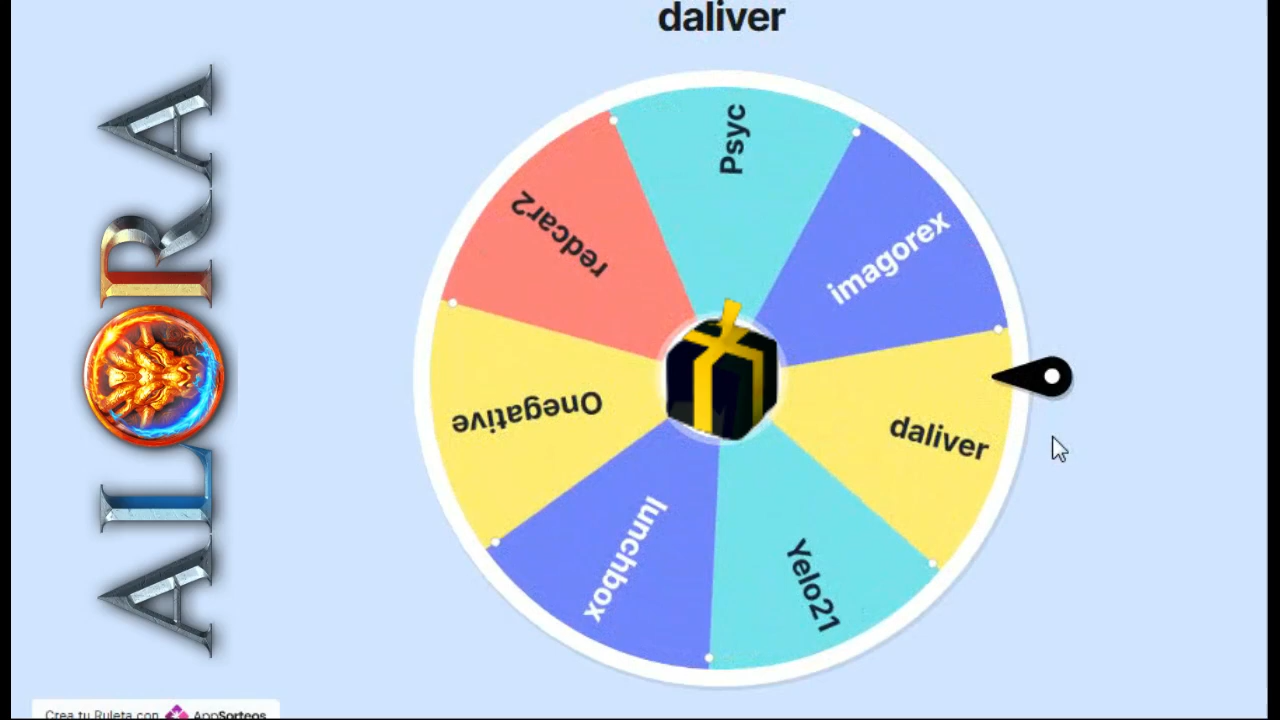 daliver
ALORA
Psyc
imagorex
daliver
Yelo21
lunchbox
Onegative
redcar2
Crea tu Ruleta con AppSorteos